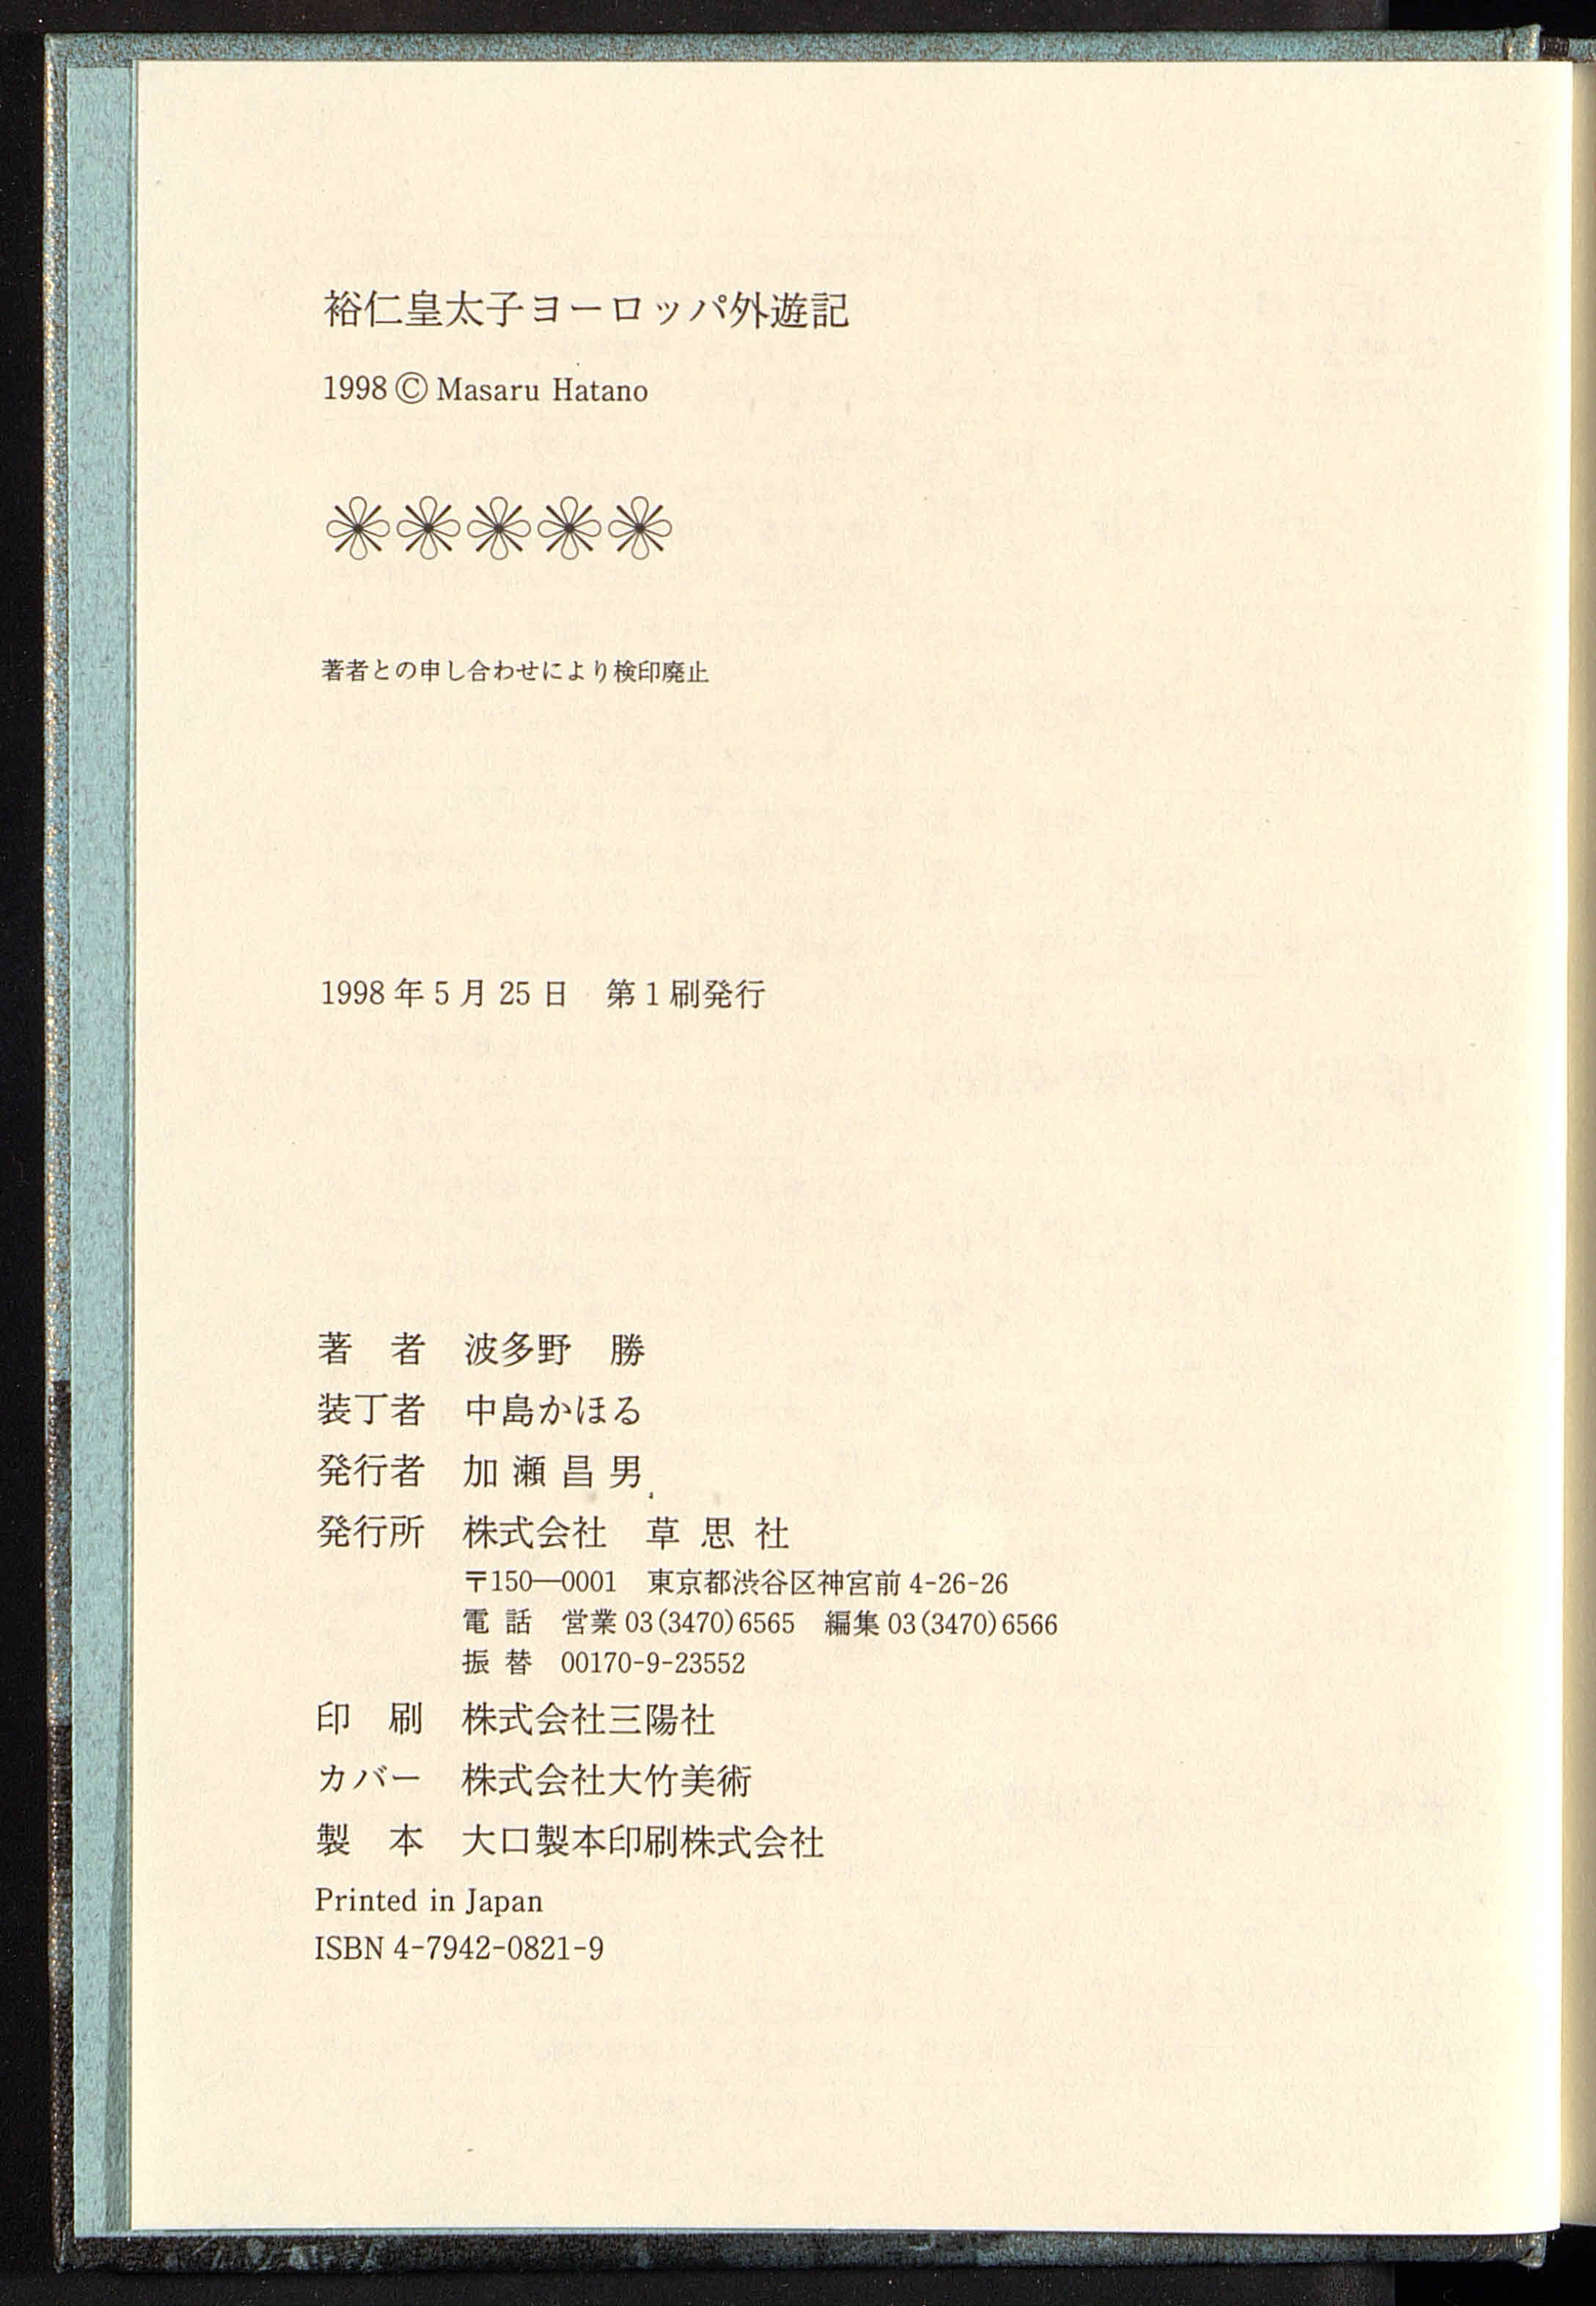 裕仁皇太子ヨーロッパ外遊記
1998 © Masaru Hatano
著者との申し合わせにより検印廃止
1998年5月25日　第1刷発行
著　者　波多野　勝
装丁者　中島かほる
発行者　加瀬昌男
発行所　株式会社　草思社
〒150―0001　東京都渋谷区神宮前4-26-26
電話　営業03(3470)6565　編集03(3470)6566
振替　00170-9-23552
印　刷　株式会社三陽社
カバー　株式会社大竹美術
製　本　大口製本印刷株式会社
Printed in Japan
ISBN 4-7942-0821-9